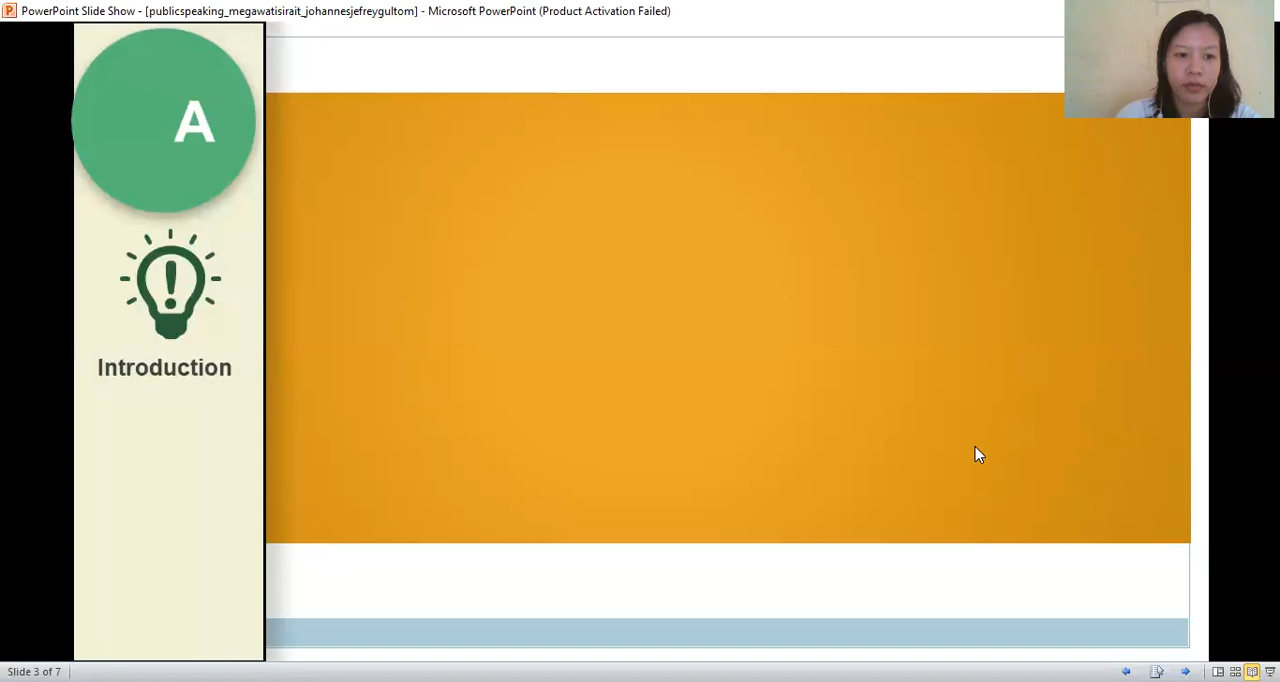 PowerPoint Slide Show - [publicspeaking_megawatisirait_johannesjefreygultom] - Microsoft PowerPoint (Product Activation Failed)
A
Introduction
Slide 3 of 7